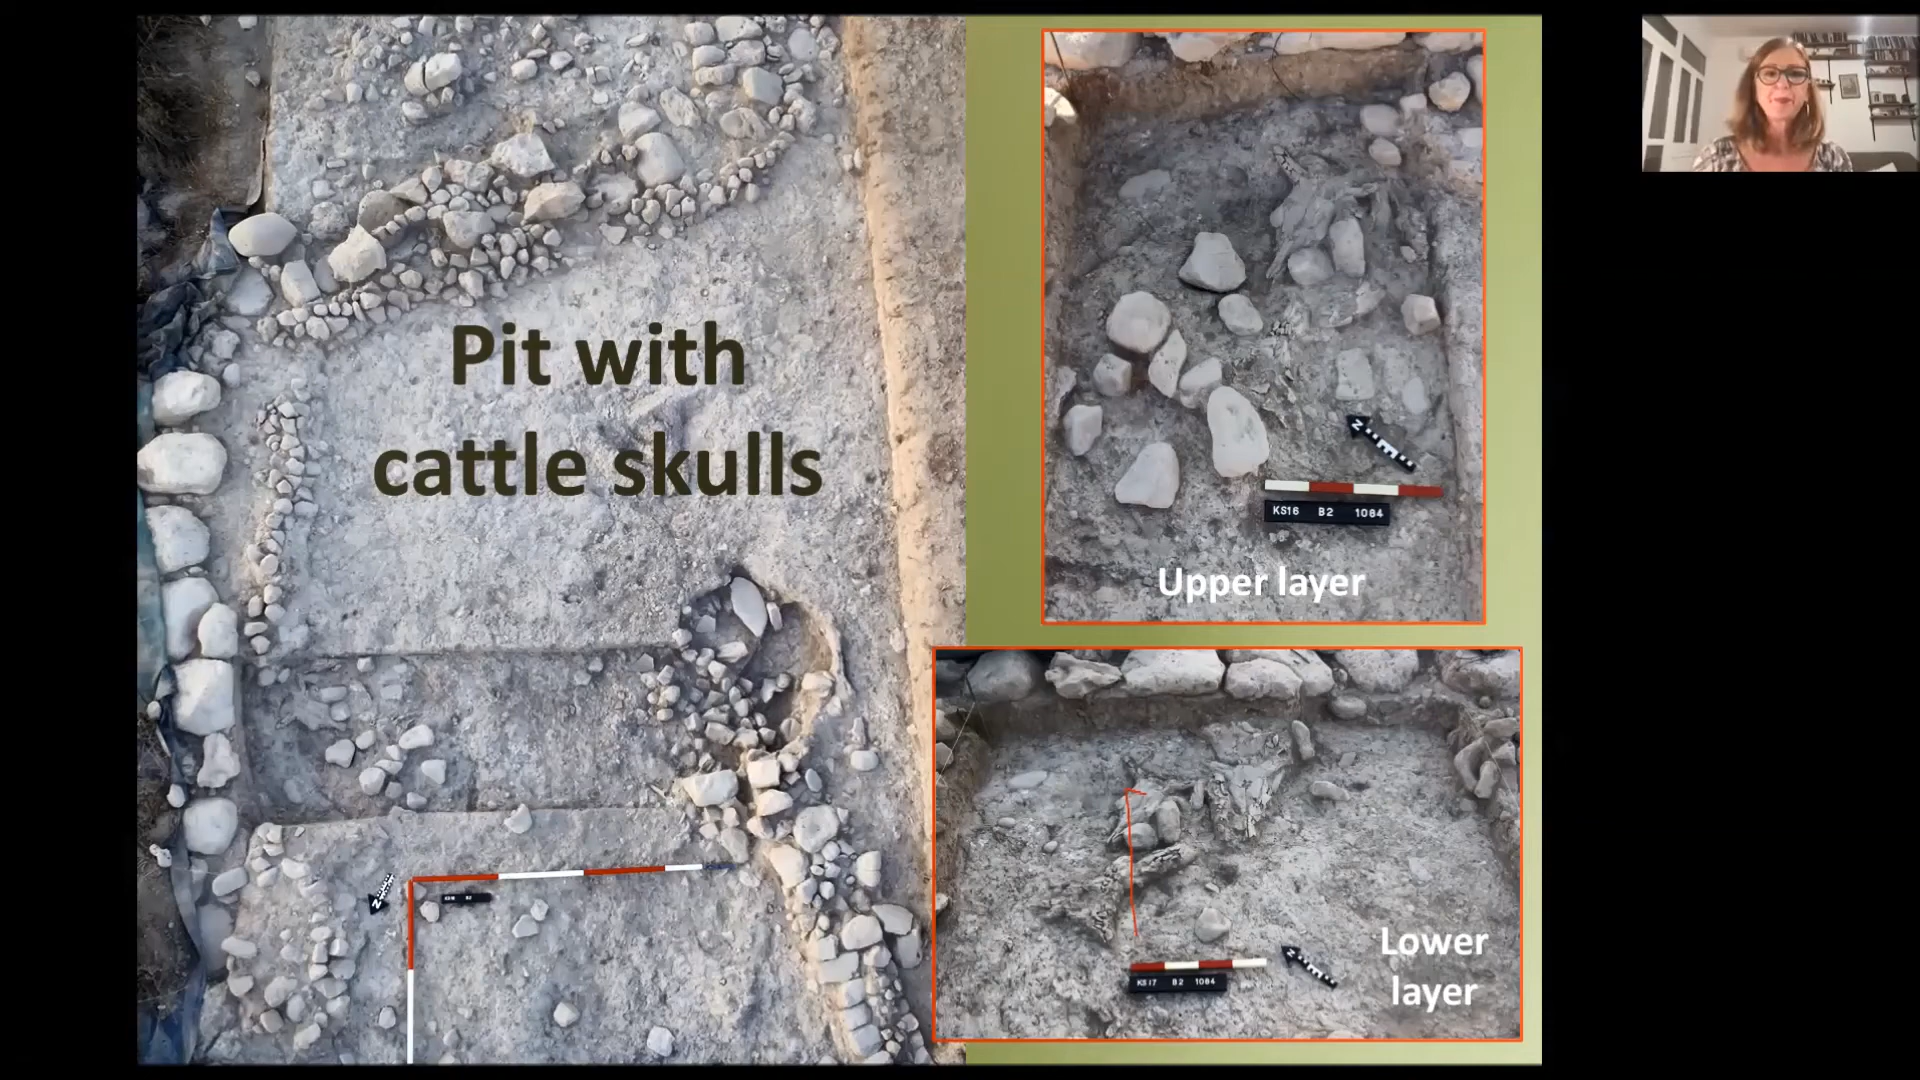 Pit with
cattle skulls
KS16 B2 1084
Upper layer
KS17 B2 1084
Lower
layer
N
N
N